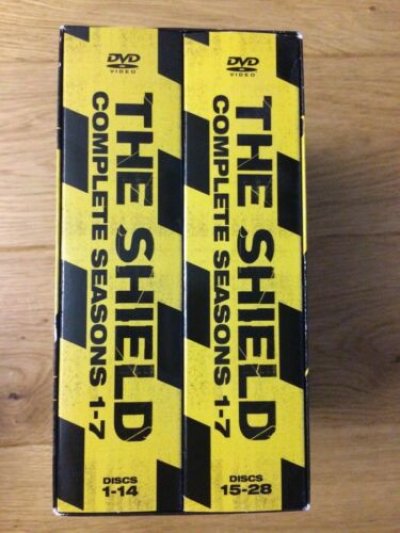 DVD
VIDEO
THE SHIELD
COMPLETE SEASONS 1-7
DISCS
1-14
DVD
VIDEO
THE SHIELD
COMPLETE SEASONS 1-7
DISCS
15-28